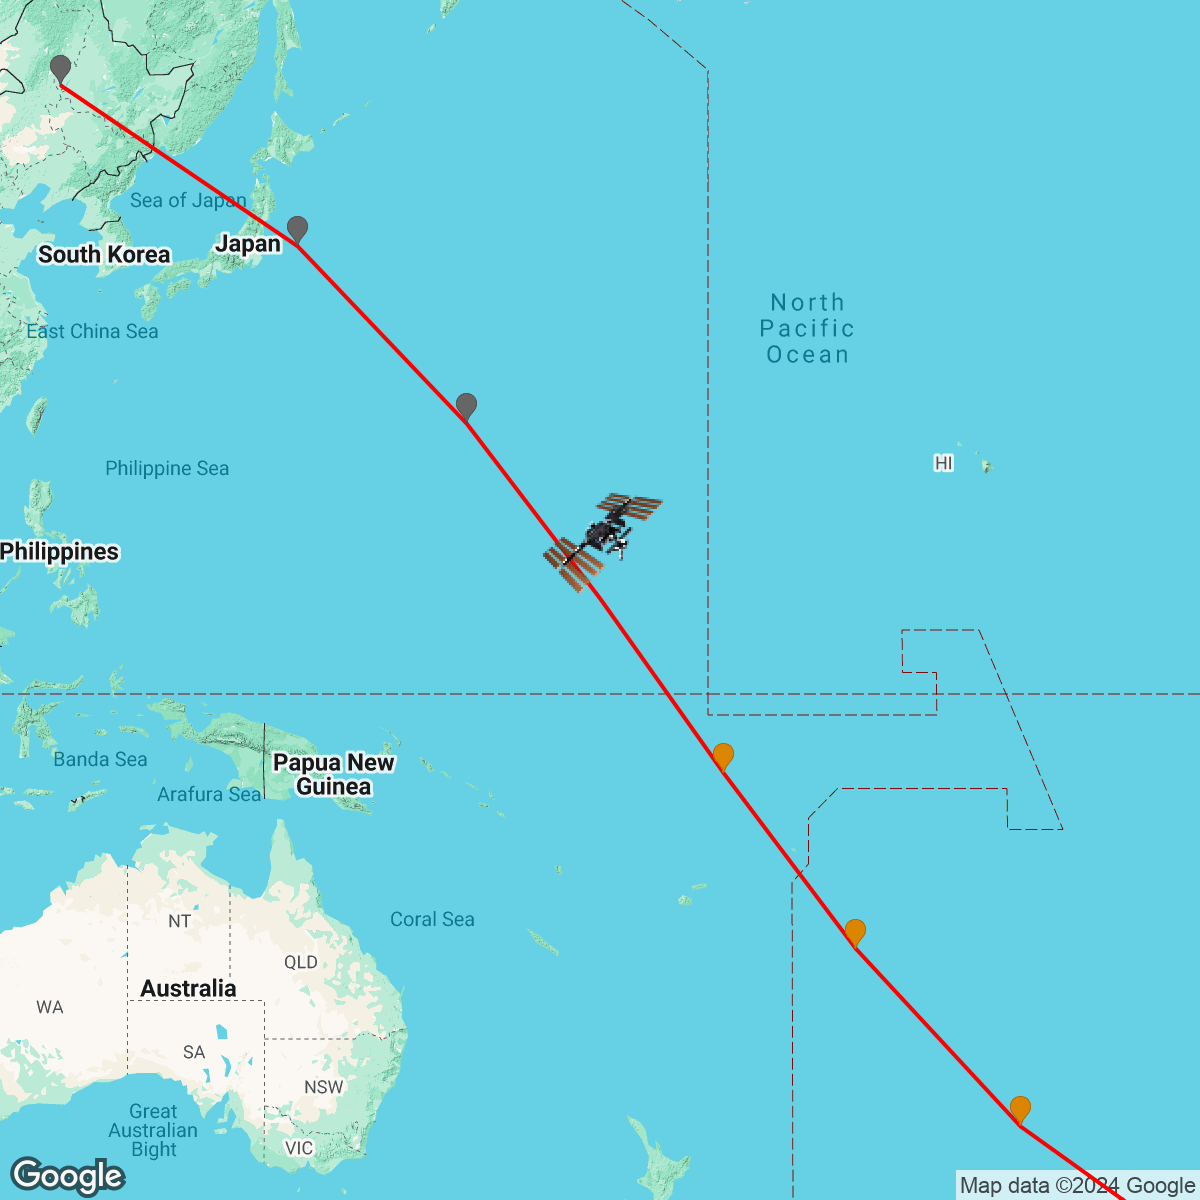 Sea of Japan
Japan
South Korea
North
Pacific
Ocean
East China Sea
Philippine Sea
HI
Philippines
Banda Sea
Papua New
Guinea
Arafura Sea
NT
Coral Sea
QLD
Australia
WA
SA
NSW
Great
Australian
Bight
VIC
Google
Map data ©2024 Google